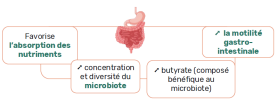 Favorise
l'absorption des
nutriments
↗ concentration
et diversité du
microbiote
↗ butyrate (composé
bénéfique au
microbiote)
↗ la motilité
gastro-
intestinale